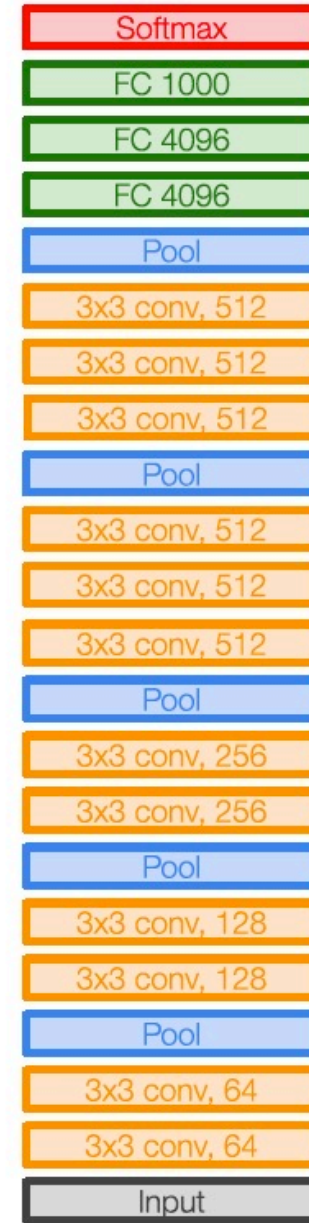 Softmax
FC 1000
FC 4096
FC 4096
Pool
3x3 conv, 512
3x3 conv, 512
3x3 conv, 512
Pool
3x3 conv, 512
3x3 conv, 512
3x3 conv, 512
Pool
3x3 conv, 256
3x3 conv, 256
Pool
3x3 conv, 128
3x3 conv, 128
Pool
3x3 conv, 64
3x3 conv, 64
Input